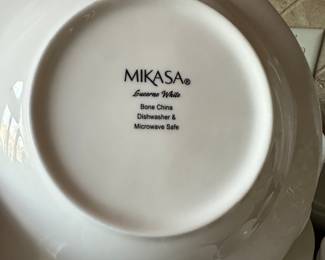 MIKASA®
Lucerne White
Bone China
Dishwasher &
Microwave Safe